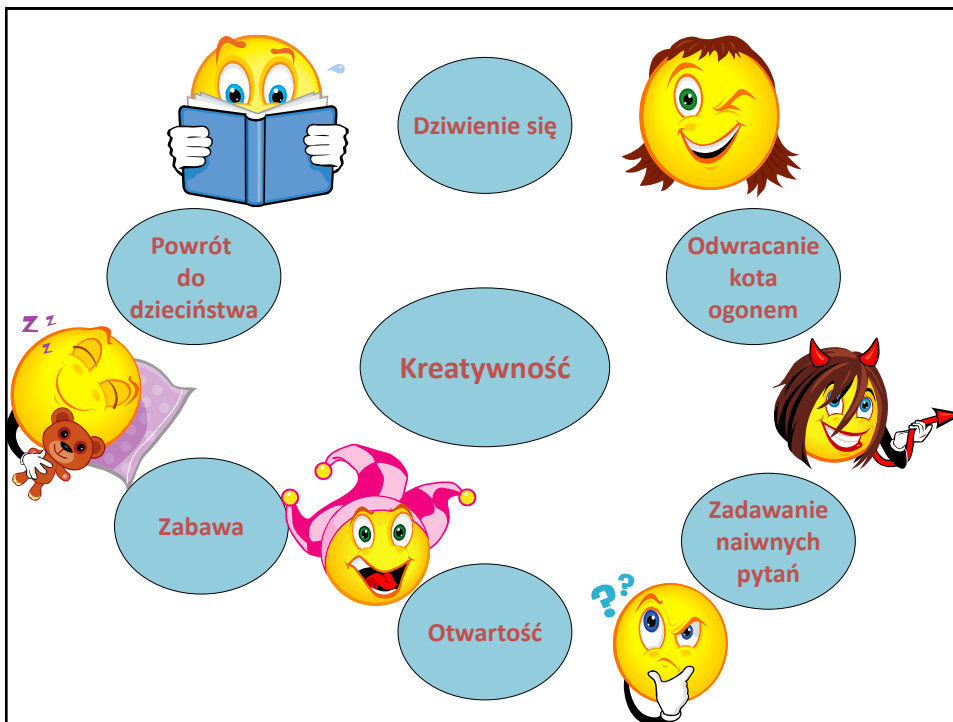 Dziwienie się
Powrót
do
dzieciństwa
Odwracanie
kota
ogonem
Kreatywność
z z
z
Zabawa
Zadawanie
naiwnych
pytań
? ?
Otwartość